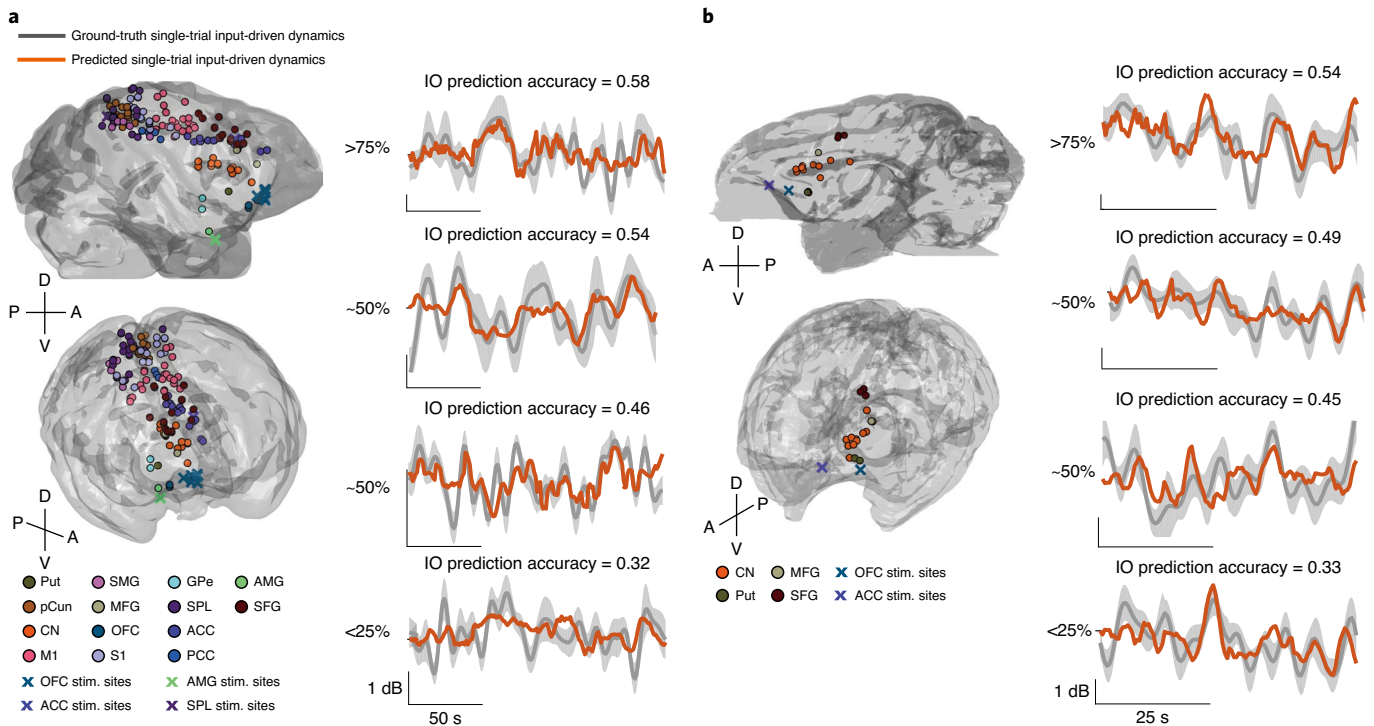 a
Ground-truth single-trial input-driven dynamics
Predicted single-trial input-driven dynamics
D
P A
V
D
P A
V
Put SMG GPe AMG
pCun MFG SPL SFG
CN OFC ACC
M1 S1 PCC
OFC stim. sites AMG stim. sites
ACC stim. sites SPL stim. sites
IO prediction accuracy = 0.58
>75%
IO prediction accuracy = 0.54
~50%
IO prediction accuracy = 0.46
~50%
IO prediction accuracy = 0.32
<25%
1 dB
50 s
b
D
A P
V
D
P
A
V
CN MFG OFC stim. sites
Put SFG ACC stim. sites
IO prediction accuracy = 0.54
>75%
IO prediction accuracy = 0.49
~50%
IO prediction accuracy = 0.45
~50%
IO prediction accuracy = 0.33
<25%
1 dB
25 s